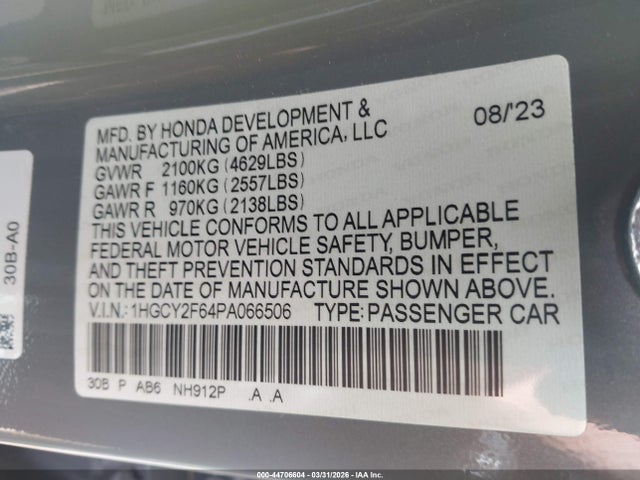 MFD. BY HONDA DEVELOPMENT & 08/'23
MANUFACTURING OF AMERICA, LLC
GVWR 2100KG(4629LBS)
GAWR F 1160KG(2557LBS)
GAWR R 970KG(2138LBS)
THIS VEHICLE CONFORMS TO ALL APPLICABLE
FEDERAL MOTOR VEHICLE SAFETY, BUMPER,
AND THEFT PREVENTION STANDARDS IN EFFECT
ON THE DATE OF MANUFACTURE SHOWN ABOVE.
V.I.N.: 1HGCY2F64PA066506 TYPE: PASSENGER CAR
30B P AB6 NH912P .A .A
30B-A0
000-44706604 - 03/31/2026 - IAA Inc.